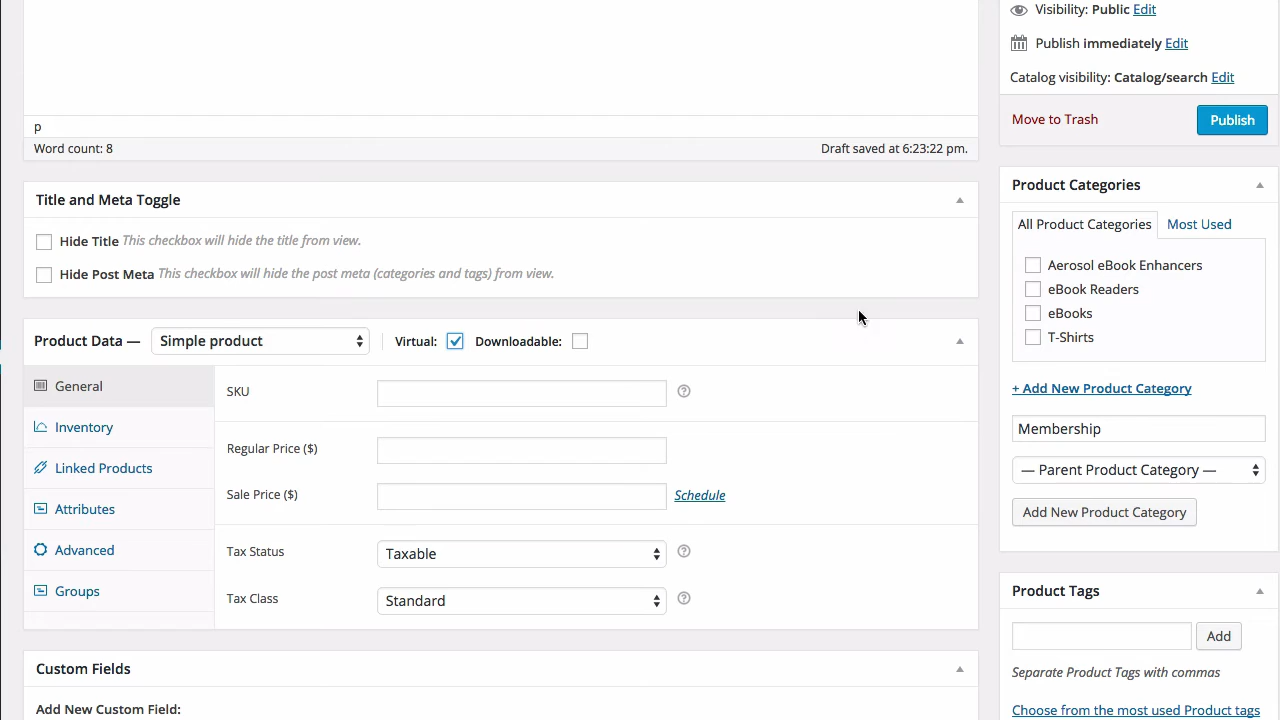 Visibility: Public Edit
Publish immediately Edit
Catalog visibility: Catalog/search Edit
Move to Trash
Publish
p
Word count: 8
Draft saved at 6:23:22 pm.
Title and Meta Toggle
Hide Title This checkbox will hide the title from view.
Hide Post Meta This checkbox will hide the post meta (categories and tags) from view.
Product Data —
Simple product
Virtual:
Downloadable:
General
Inventory
Linked Products
Attributes
Advanced
Groups
SKU
?
Regular Price ($)
Sale Price ($)
Schedule
Tax Status
Taxable
?
Tax Class
Standard
?
Custom Fields
Add New Custom Field:
Product Categories
All Product Categories
Most Used
Aerosol eBook Enhancers
eBook Readers
eBooks
T-Shirts
+ Add New Product Category
Membership
— Parent Product Category —
Add New Product Category
Product Tags
Add
Separate Product Tags with commas
Choose from the most used Product tags